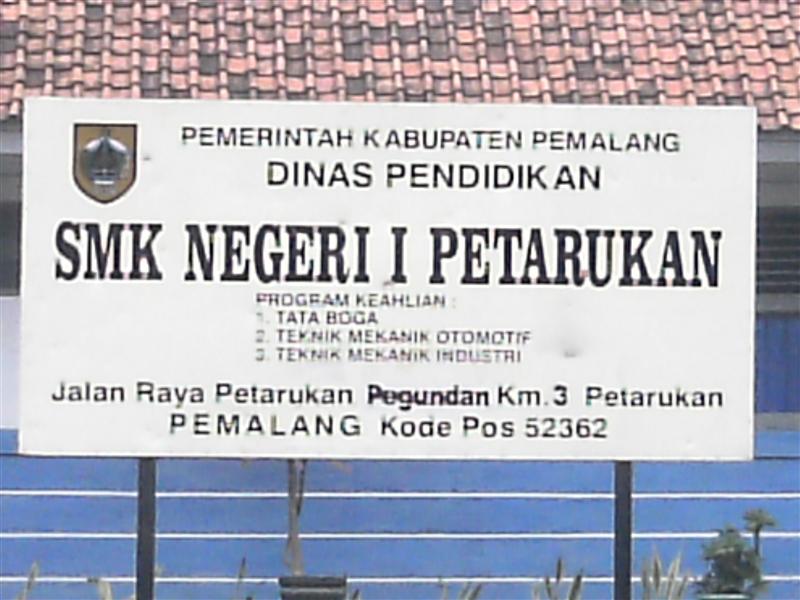 PEMERINTAH KABUPATEN PEMALANG
DINAS PENDIDIKAN
SMK NEGERI I PETARUKAN
PROGRAM KEAHLIAN :
1. TATA BOGA
2. TEKNIK MEKANIK OTOMOTIF
3. TEKNIK MEKANIK INDUSTRI
Jalan Raya Petarukan Pegundan Km.3 Petarukan
PEMALANG Kode Pos 52362